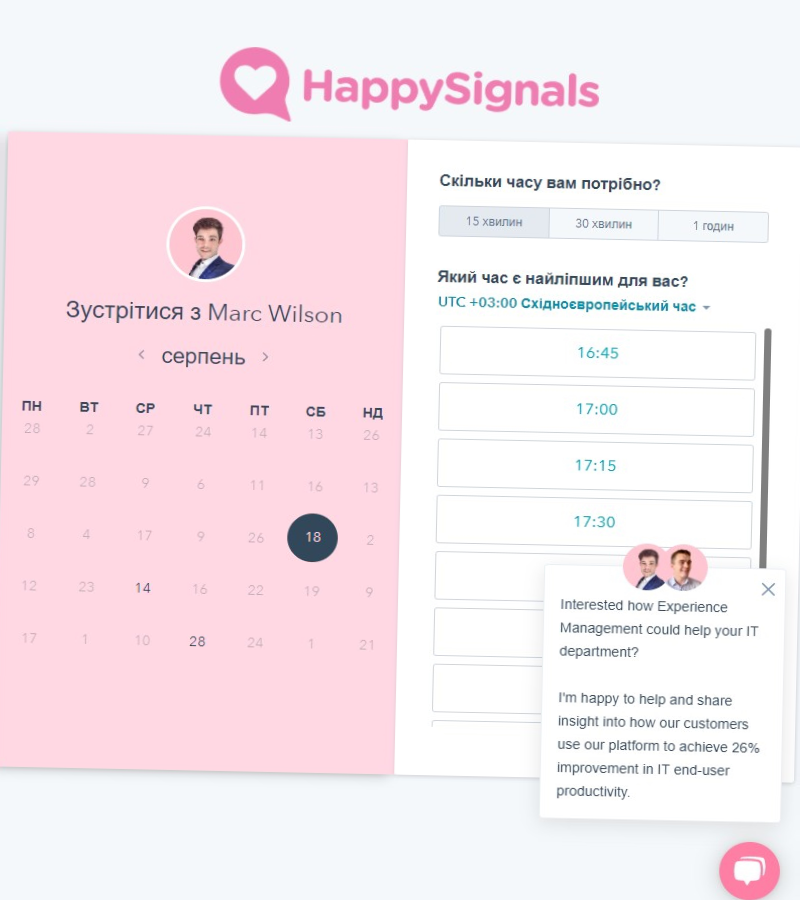 HappySignals
Зустрітися з Marc Wilson
серпень
ПН ВТ СР ЧТ ПТ СБ НД
28 2 27 24 14 13 26
29 28 9 6 11 16 13
8 4 17 9 26 18 2
12 23 14 16 22 19 9
17 1 10 28 24 1 21
Скільки часу вам потрібно?
15 хвилин 30 хвилин 1 годин
Який час є найліпшим для вас?
UTC +03:00 Східноєвропейський час
16:45
17:00
17:15
17:30
Interested how Experience
Management could help your IT
department?
I'm happy to help and share
insight into how our customers
use our platform to achieve 26%
improvement in IT end-user
productivity.